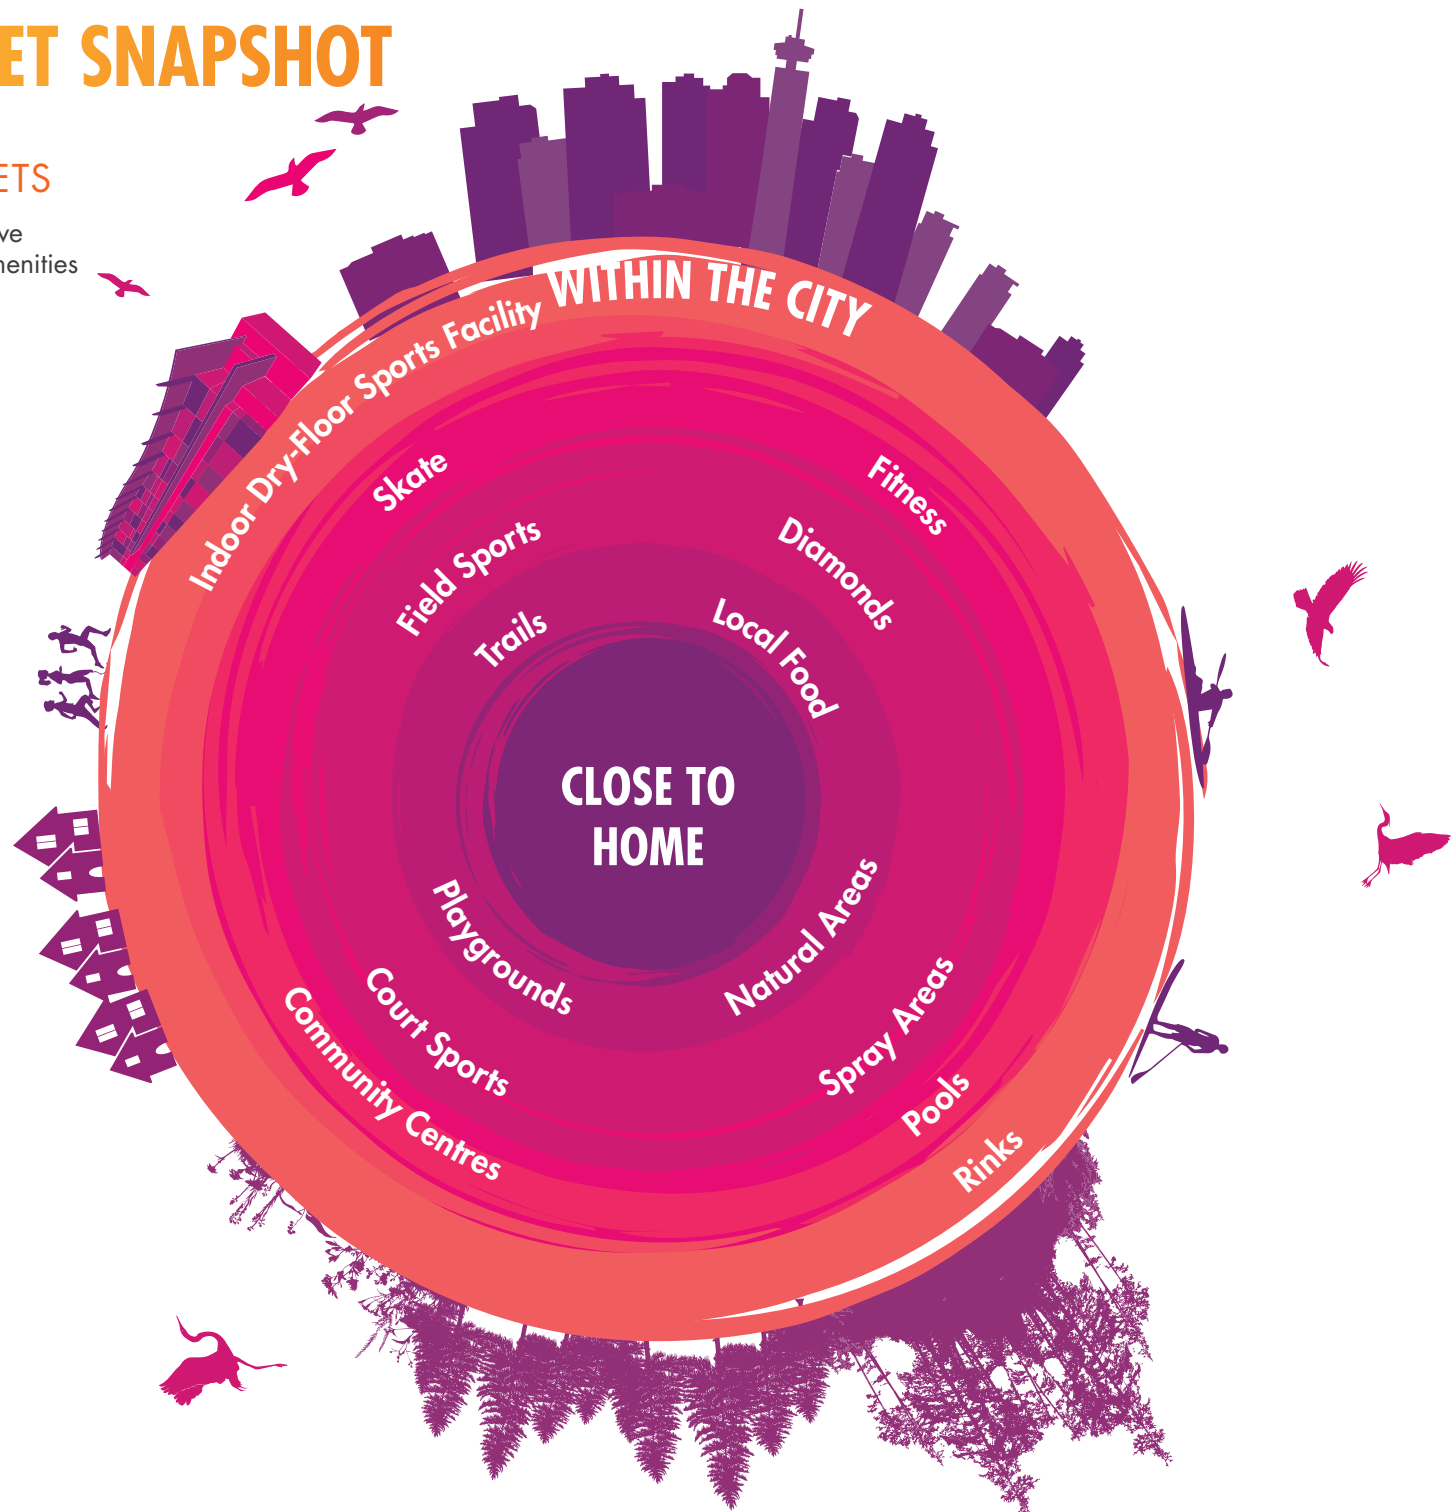 ET SNAPSHOT
ETS
ve
nenities
WITHIN THE CITY
Indoor Dry-Floor Sports Facility
Skate
Fitness
Field Sports
Diamonds
Trails
Local Food
CLOSE TO
HOME
Playgrounds
Natural Areas
Court Sports
Spray Areas
Community Centres
Pools
Rinks